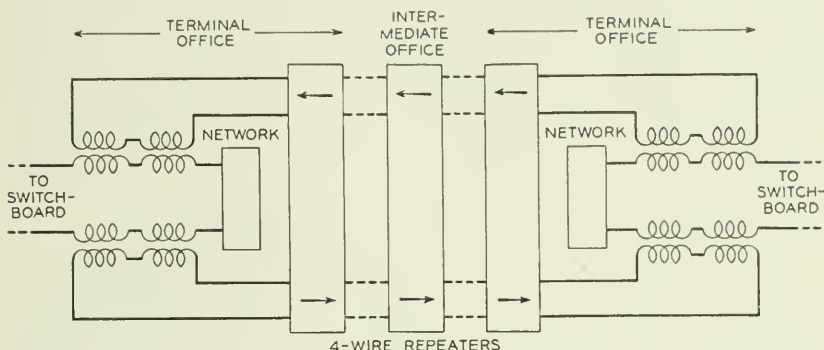 TERMINAL
OFFICE
INTER-
MEDIATE
OFFICE
TERMINAL
OFFICE
NETWORK
NETWORK
TO
SWITCH-
BOARD
TO
SWITCH-
BOARD
4-WIRE REPEATERS